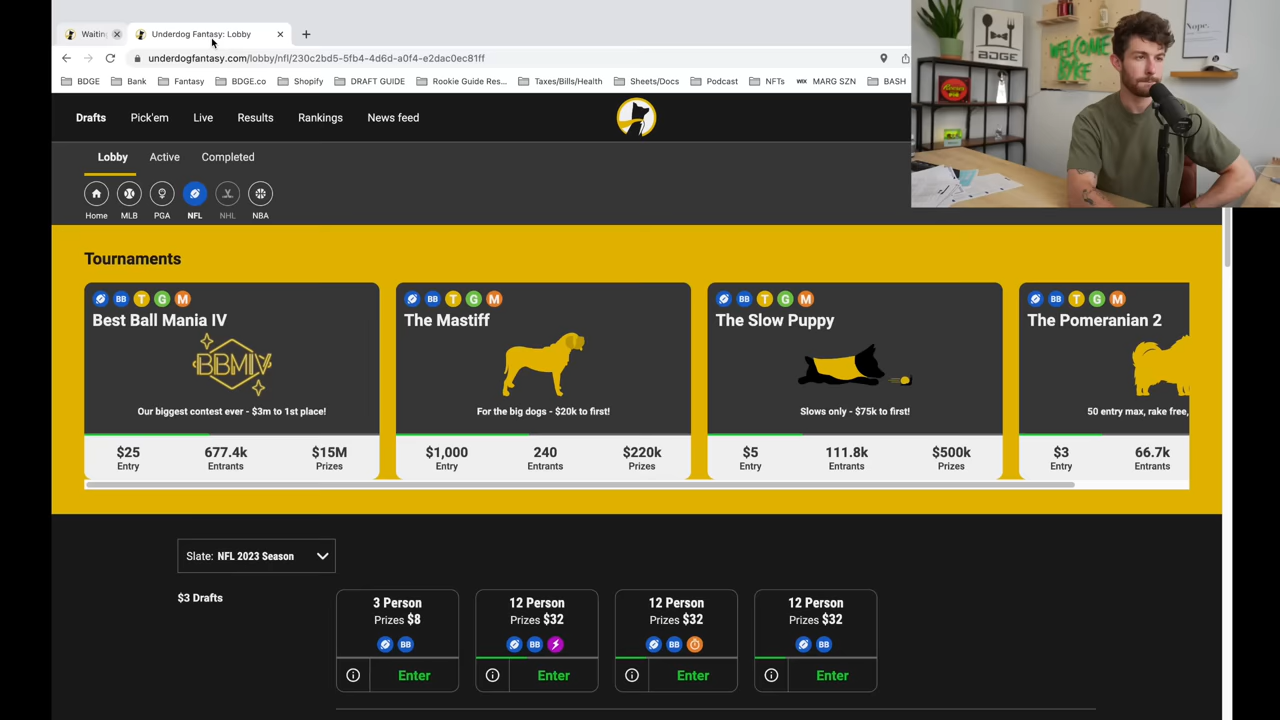 Waiting
Underdog Fantasy: Lobby
underdogfantasy.com/lobby/nfl/230c2bd5-5fb4-4d6d-a0f4-e2dac0ec81ff
BDGE
Bank
Fantasy
BDGE.co
Shopify
DRAFT GUIDE
Rookie Guide Res...
Taxes/Bills/Health
Sheets/Docs
Podcast
NFTs
WIX MARG SZN
BASH
BDGE
WELCOME
BYKE
Reese's
Nope.
Drafts
Pick'em
Live
Results
Rankings
News feed
Lobby
Active
Completed
Home
MLB
PGA
NFL
NHL
NBA
Tournaments
BB T G M
Best Ball Mania IV
BBMIV
Our biggest contest ever - $3m to 1st place!
$25 677.4k $15M
Entry Entrants Prizes
BB T G M
The Mastiff
For the big dogs - $20k to first!
$1,000 240 $220k
Entry Entrants Prizes
BB T G M
The Slow Puppy
Slows only - $75k to first!
$5 111.8k $500k
Entry Entrants Prizes
BB T G M
The Pomeranian 2
50 entry max, rake free,
$3 66.7k
Entry Entrants
Slate: NFL 2023 Season
$3 Drafts
3 Person
Prizes $8
BB
Enter
12 Person
Prizes $32
BB
Enter
12 Person
Prizes $32
BB
Enter
12 Person
Prizes $32
BB
Enter